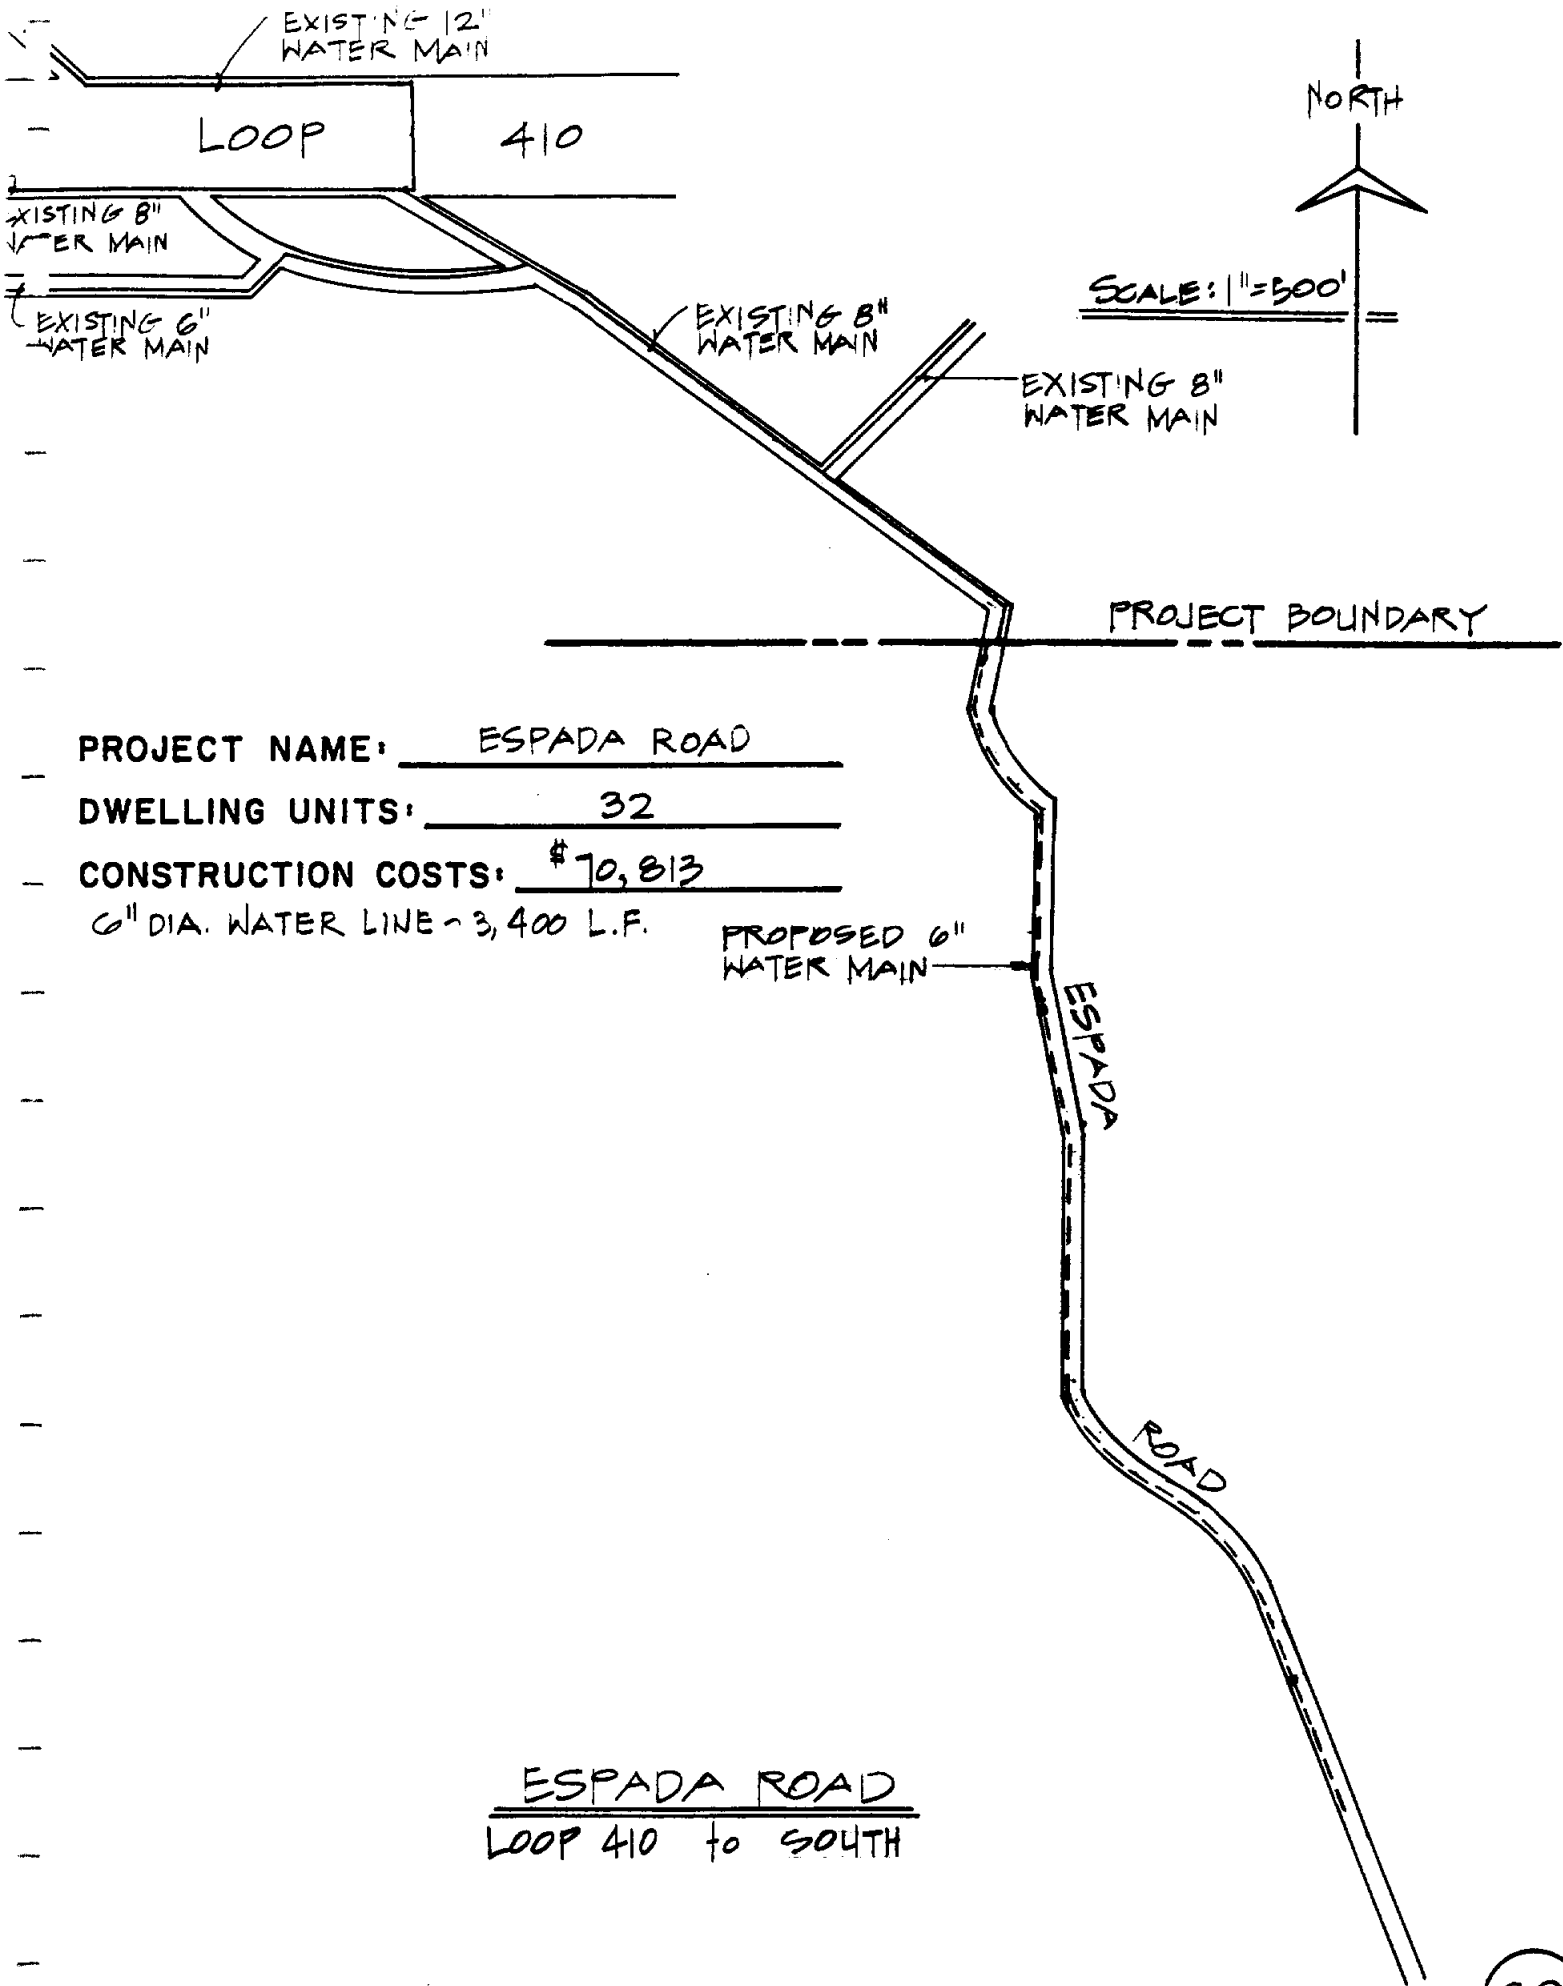 EXISTING 12"
WATER MAIN
NORTH
LOOP 410
XISTING 8"
WATER MAIN
SCALE: 1"=500'
EXISTING 6"
WATER MAIN
EXISTING 8"
WATER MAIN
EXISTING 8"
WATER MAIN
PROJECT BOUNDARY
PROJECT NAME: ESPADA ROAD
DWELLING UNITS: 32
CONSTRUCTION COSTS: $70,813
6" DIA. WATER LINE ~ 3,400 L.F.
PROPOSED 6"
WATER MAIN
ESPADA
ROAD
ESPADA ROAD
LOOP 410 to SOUTH